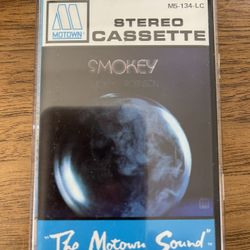 M5-134-LC
MOTOWN
STEREO
CASSETTE
SMOKEY
"The Motown Sound"